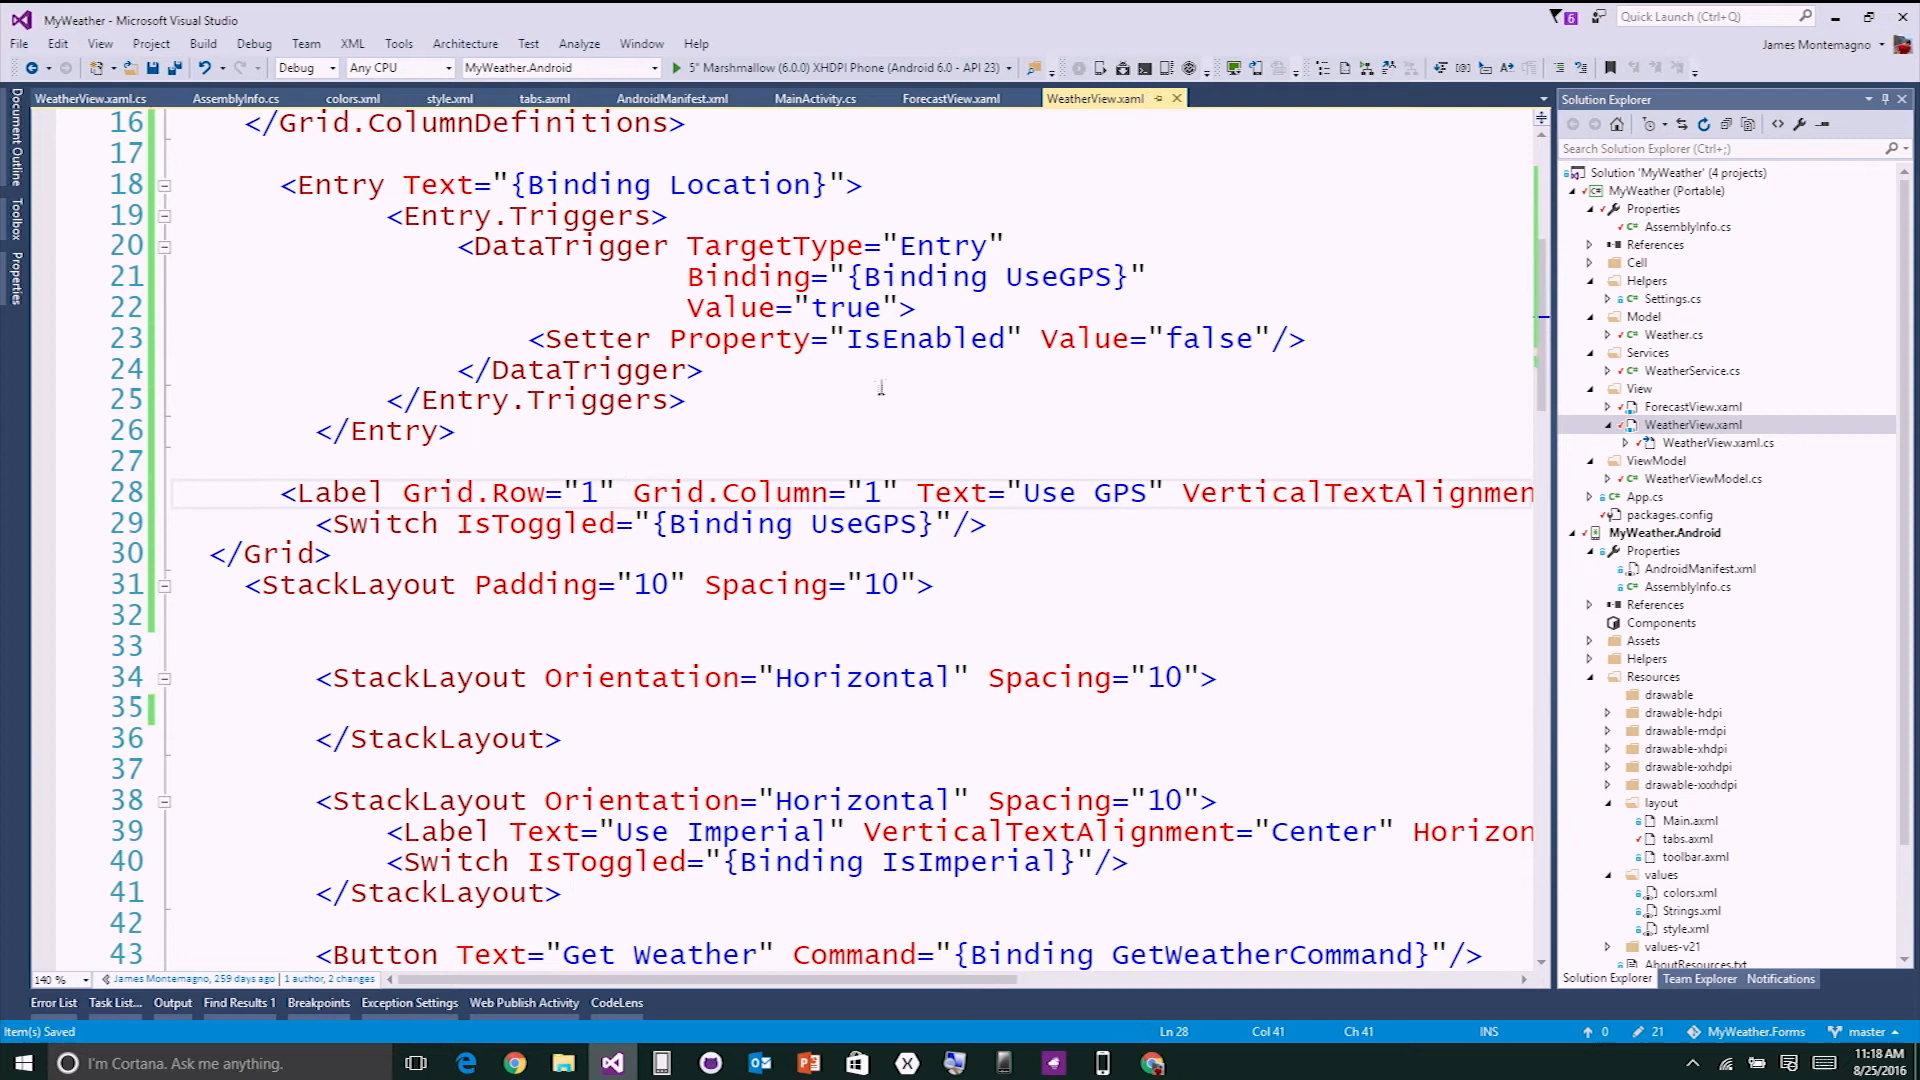 MyWeather - Microsoft Visual Studio
6
Quick Launch (Ctrl+Q)
File Edit View Project Build Debug Team XML Tools Architecture Test Analyze Window Help
James Montemagno
Debug Any CPU MyWeather.Android 5" Marshmallow (6.0.0) XHDPI Phone (Android 6.0 - API 23)
WeatherView.xaml.cs AssemblyInfo.cs colors.xml style.xml tabs.axml AndroidManifest.xml MainActivity.cs ForecastView.xaml WeatherView.xaml
Document Outline
Toolbox
Properties
16 </Grid.ColumnDefinitions>
17
18 <Entry Text="{Binding Location}">
19 <Entry.Triggers>
20 <DataTrigger TargetType="Entry"
21 Binding="{Binding UseGPS}"
22 Value="true">
23 <Setter Property="IsEnabled" Value="false"/>
24 </DataTrigger>
25 </Entry.Triggers>
26 </Entry>
27
28 <Label Grid.Row="1" Grid.Column="1" Text="Use GPS" VerticalTextAlignmen
29 <Switch IsToggled="{Binding UseGPS}"/>
30 </Grid>
31 <StackLayout Padding="10" Spacing="10">
32
33
34 <StackLayout Orientation="Horizontal" Spacing="10">
35
36 </StackLayout>
37
38 <StackLayout Orientation="Horizontal" Spacing="10">
39 <Label Text="Use Imperial" VerticalTextAlignment="Center" Horizon
40 <Switch IsToggled="{Binding IsImperial}"/>
41 </StackLayout>
42
43 <Button Text="Get Weather" Command="{Binding GetWeatherCommand}"/>
140 % James Montemagno, 259 days ago | 1 author, 2 changes
Solution Explorer
Search Solution Explorer (Ctrl+;)
Solution 'MyWeather' (4 projects)
MyWeather (Portable)
Properties
AssemblyInfo.cs
References
Cell
Helpers
Settings.cs
Model
Weather.cs
Services
WeatherService.cs
View
ForecastView.xaml
WeatherView.xaml
WeatherView.xaml.cs
ViewModel
WeatherViewModel.cs
App.cs
packages.config
MyWeather.Android
Properties
AndroidManifest.xml
AssemblyInfo.cs
References
Components
Assets
Helpers
Resources
drawable
drawable-hdpi
drawable-mdpi
drawable-xhdpi
drawable-xxhdpi
drawable-xxxhdpi
layout
Main.axml
tabs.axml
toolbar.axml
values
colors.xml
Strings.xml
style.xml
values-v21
AboutResources.txt
Solution Explorer Team Explorer Notifications
Error List Task List... Output Find Results 1 Breakpoints Exception Settings Web Publish Activity CodeLens
Item(s) Saved Ln 28 Col 41 Ch 41 INS 0 21 MyWeather.Forms master
I'm Cortana. Ask me anything.
11:18 AM
8/25/2016